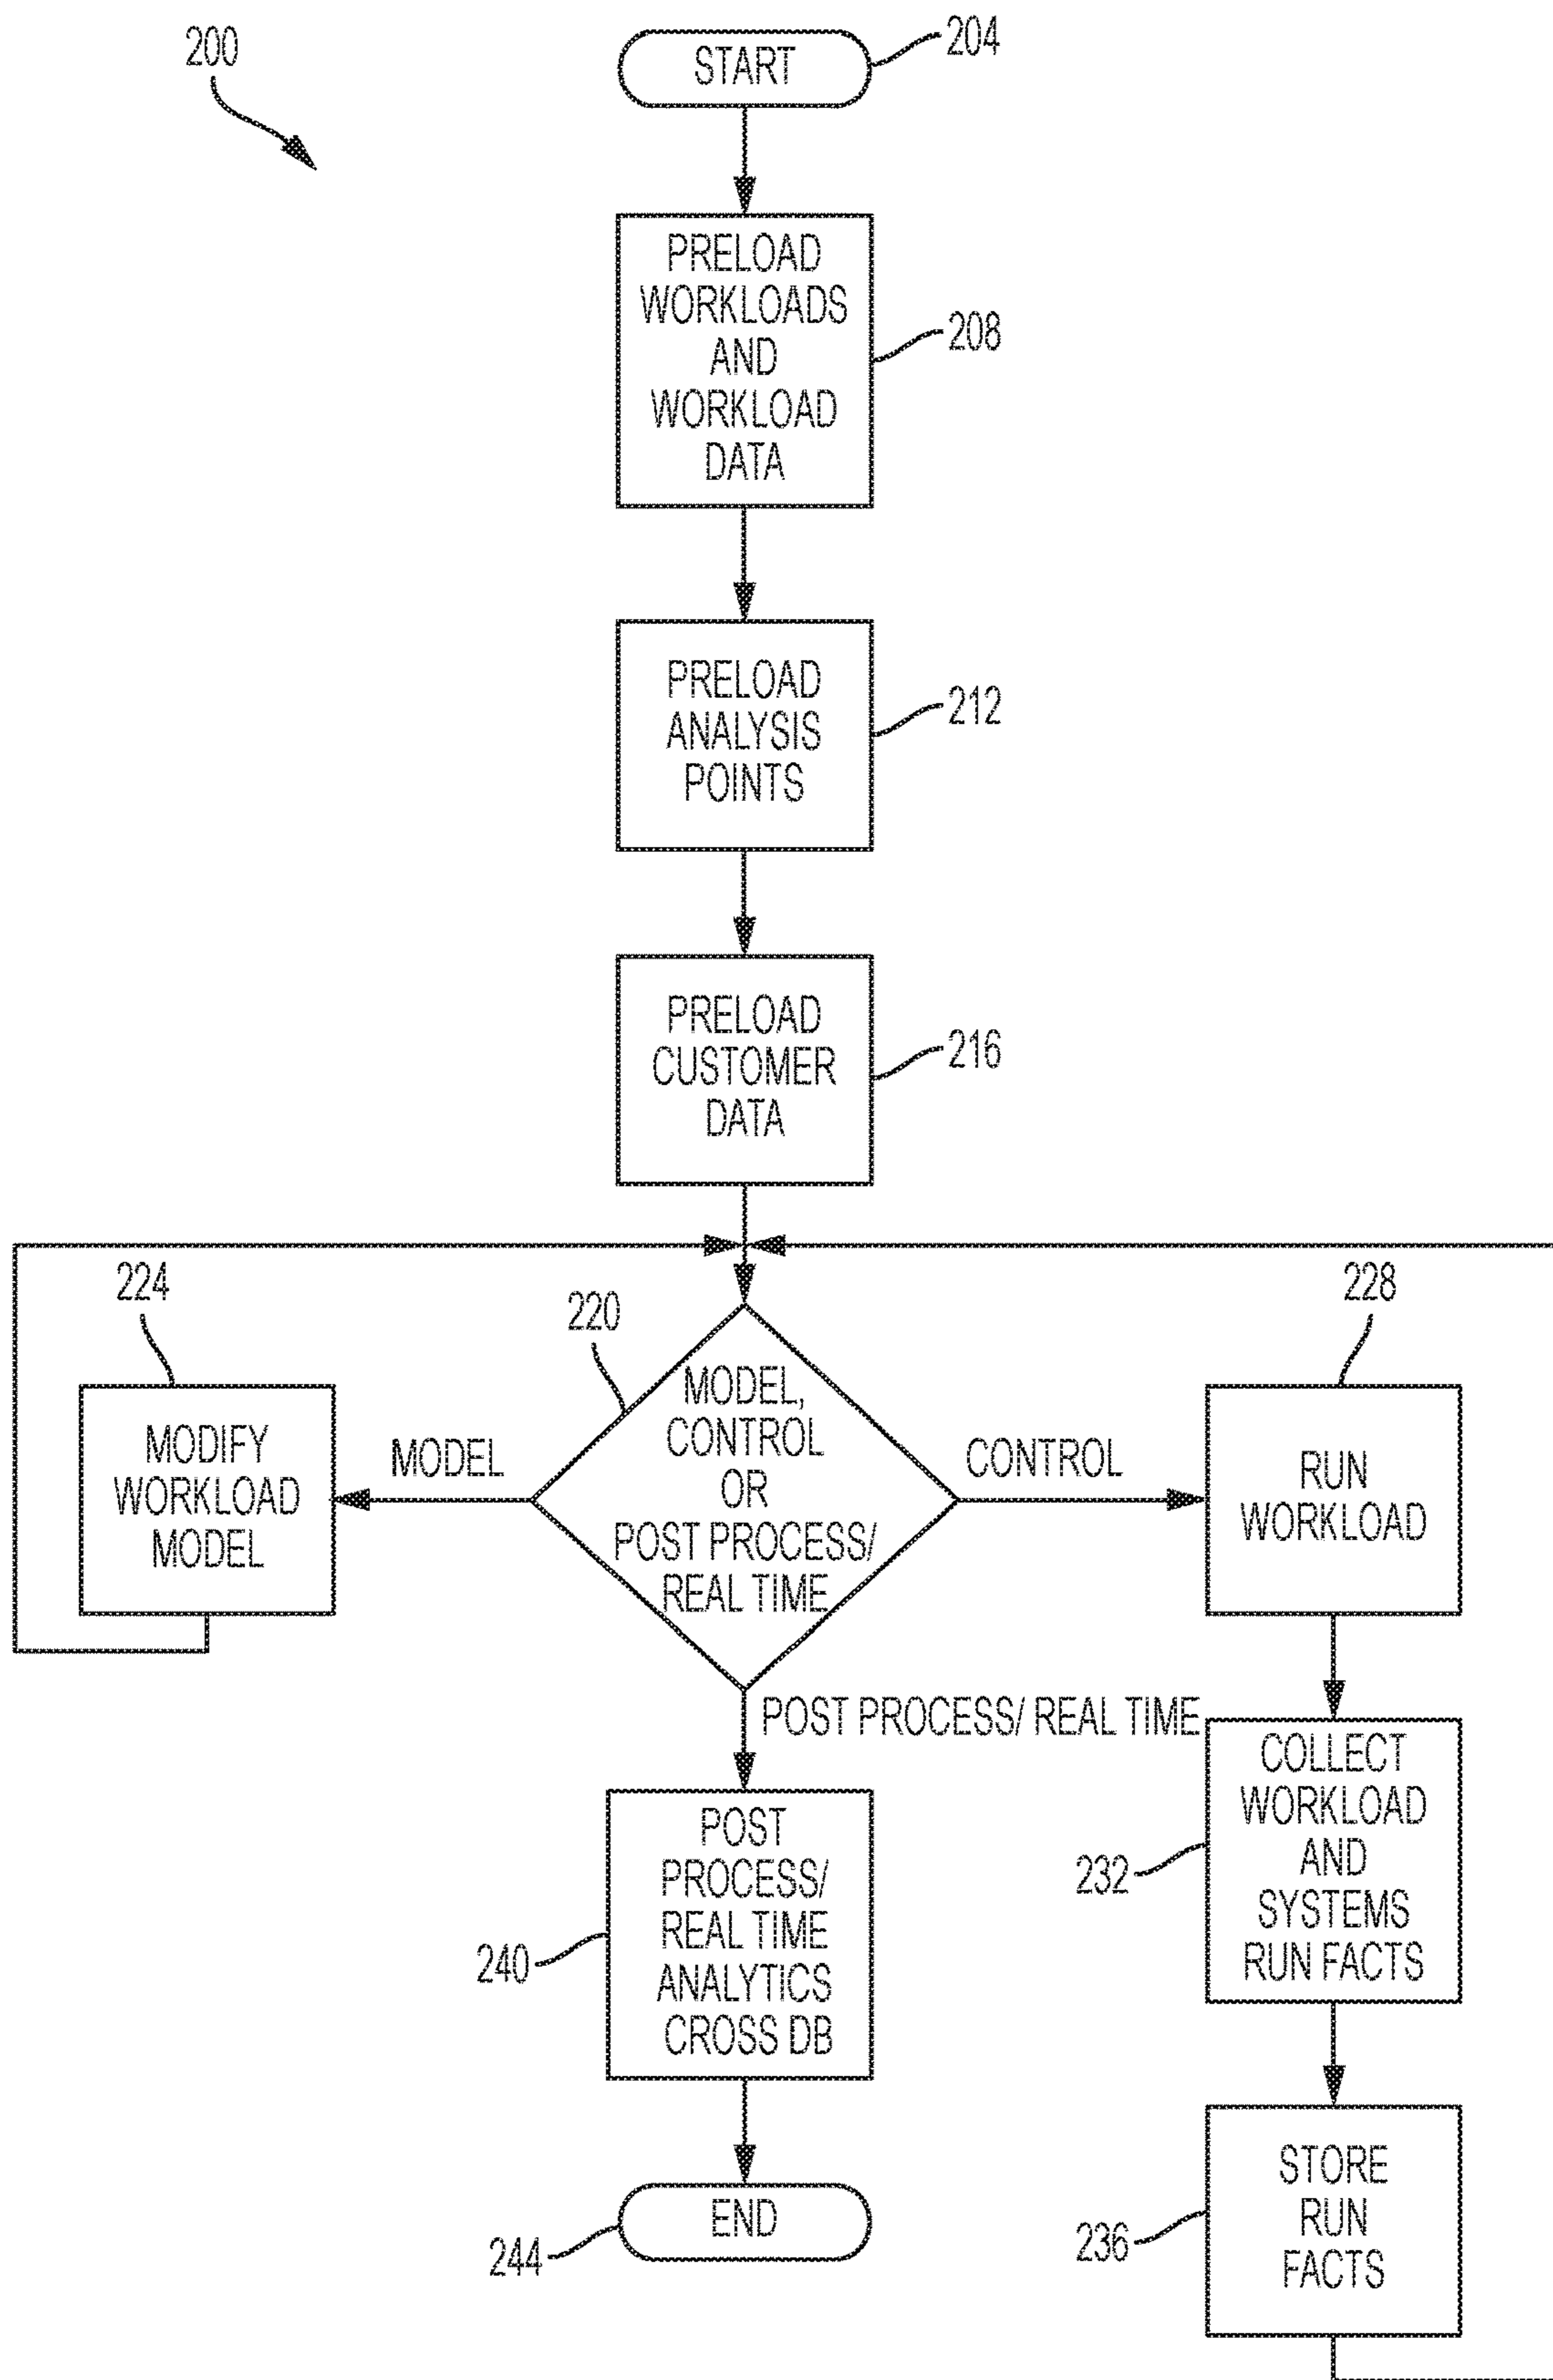 200
START
204
PRELOAD
WORKLOADS
AND
WORKLOAD
DATA
208
PRELOAD
ANALYSIS
POINTS
212
PRELOAD
CUSTOMER
DATA
216
224
220
228
MODIFY
WORKLOAD
MODEL
MODEL
MODEL,
CONTROL
OR
POST PROCESS/
REAL TIME
CONTROL
RUN
WORKLOAD
POST PROCESS/ REAL TIME
POST
PROCESS/
REAL TIME
ANALYTICS
CROSS DB
240
COLLECT
WORKLOAD
AND
SYSTEMS
RUN FACTS
232
END
244
STORE
RUN
FACTS
236